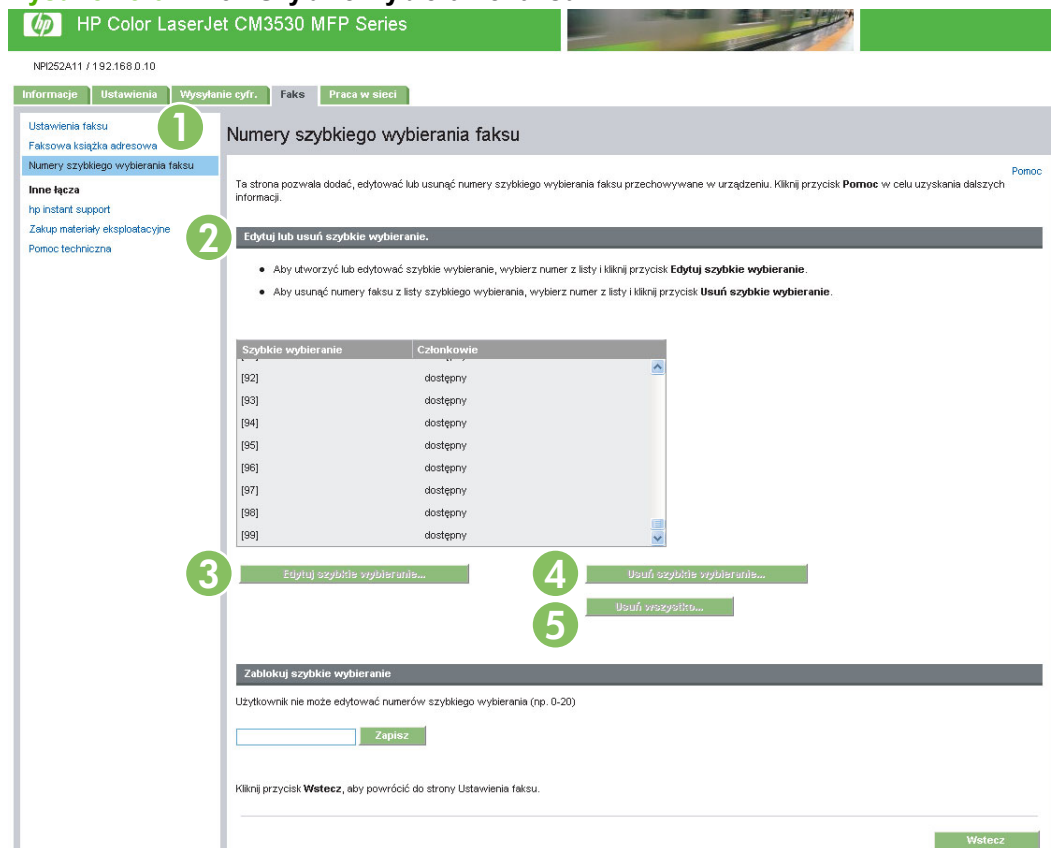 HP Color LaserJet CM3530 MFP Series
NPI252A11 / 192.168.0.10
Informacje Ustawienia Wysyłanie cyfr. Faks Praca w sieci
1
Ustawienia faksu
Faksowa książka adresowa
Numery szybkiego wybierania faksu
Inne łącza
hp instant support
Zakup materiały eksploatacyjne
Pomoc techniczna
Numery szybkiego wybierania faksu
Pomoc
Ta strona pozwala dodać, edytować lub usunąć numery szybkiego wybierania faksu przechowywane w urządzeniu. Kliknij przycisk Pomoc w celu uzyskania dalszych
informacji.
2
Edytuj lub usuń szybkie wybieranie.
● Aby utworzyć lub edytować szybkie wybieranie, wybierz numer z listy i kliknij przycisk Edytuj szybkie wybieranie.
● Aby usunąć numery faksu z listy szybkiego wybierania, wybierz numer z listy i kliknij przycisk Usuń szybkie wybieranie.
Szybkie wybieranie Członkowie
[92] dostępny
[93] dostępny
[94] dostępny
[95] dostępny
[96] dostępny
[97] dostępny
[98] dostępny
[99] dostępny
3 Edytuj szybkie wybieranie... 4 Usuń szybkie wybieranie...
5 Usuń wszystko...
Zablokuj szybkie wybieranie
Użytkownik nie może edytować numerów szybkiego wybierania (np. 0-20)
Zapisz
Kliknij przycisk Wstecz, aby powrócić do strony Ustawienia faksu.
Wstecz